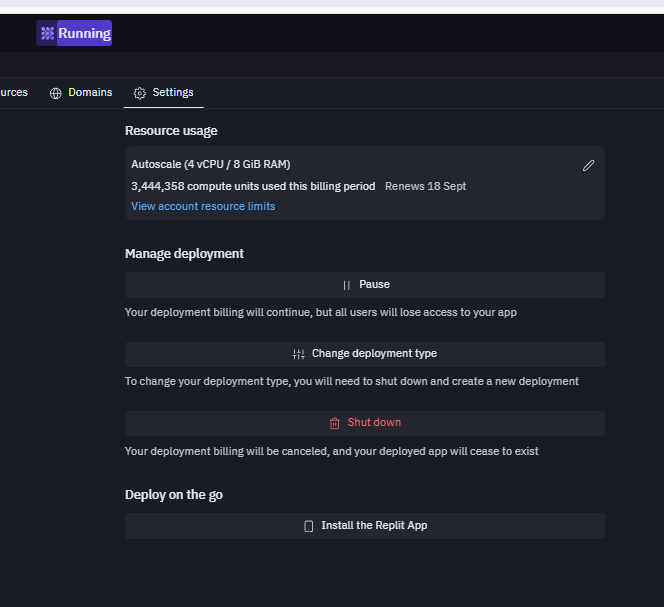 Running
urces
Domains
Settings
Resource usage
Autoscale (4 vCPU / 8 GiB RAM)
3,444,358 compute units used this billing period Renews 18 Sept
View account resource limits
Manage deployment
Pause
Your deployment billing will continue, but all users will lose access to your app
Change deployment type
To change your deployment type, you will need to shut down and create a new deployment
Shut down
Your deployment billing will be canceled, and your deployed app will cease to exist
Deploy on the go
Install the Replit App